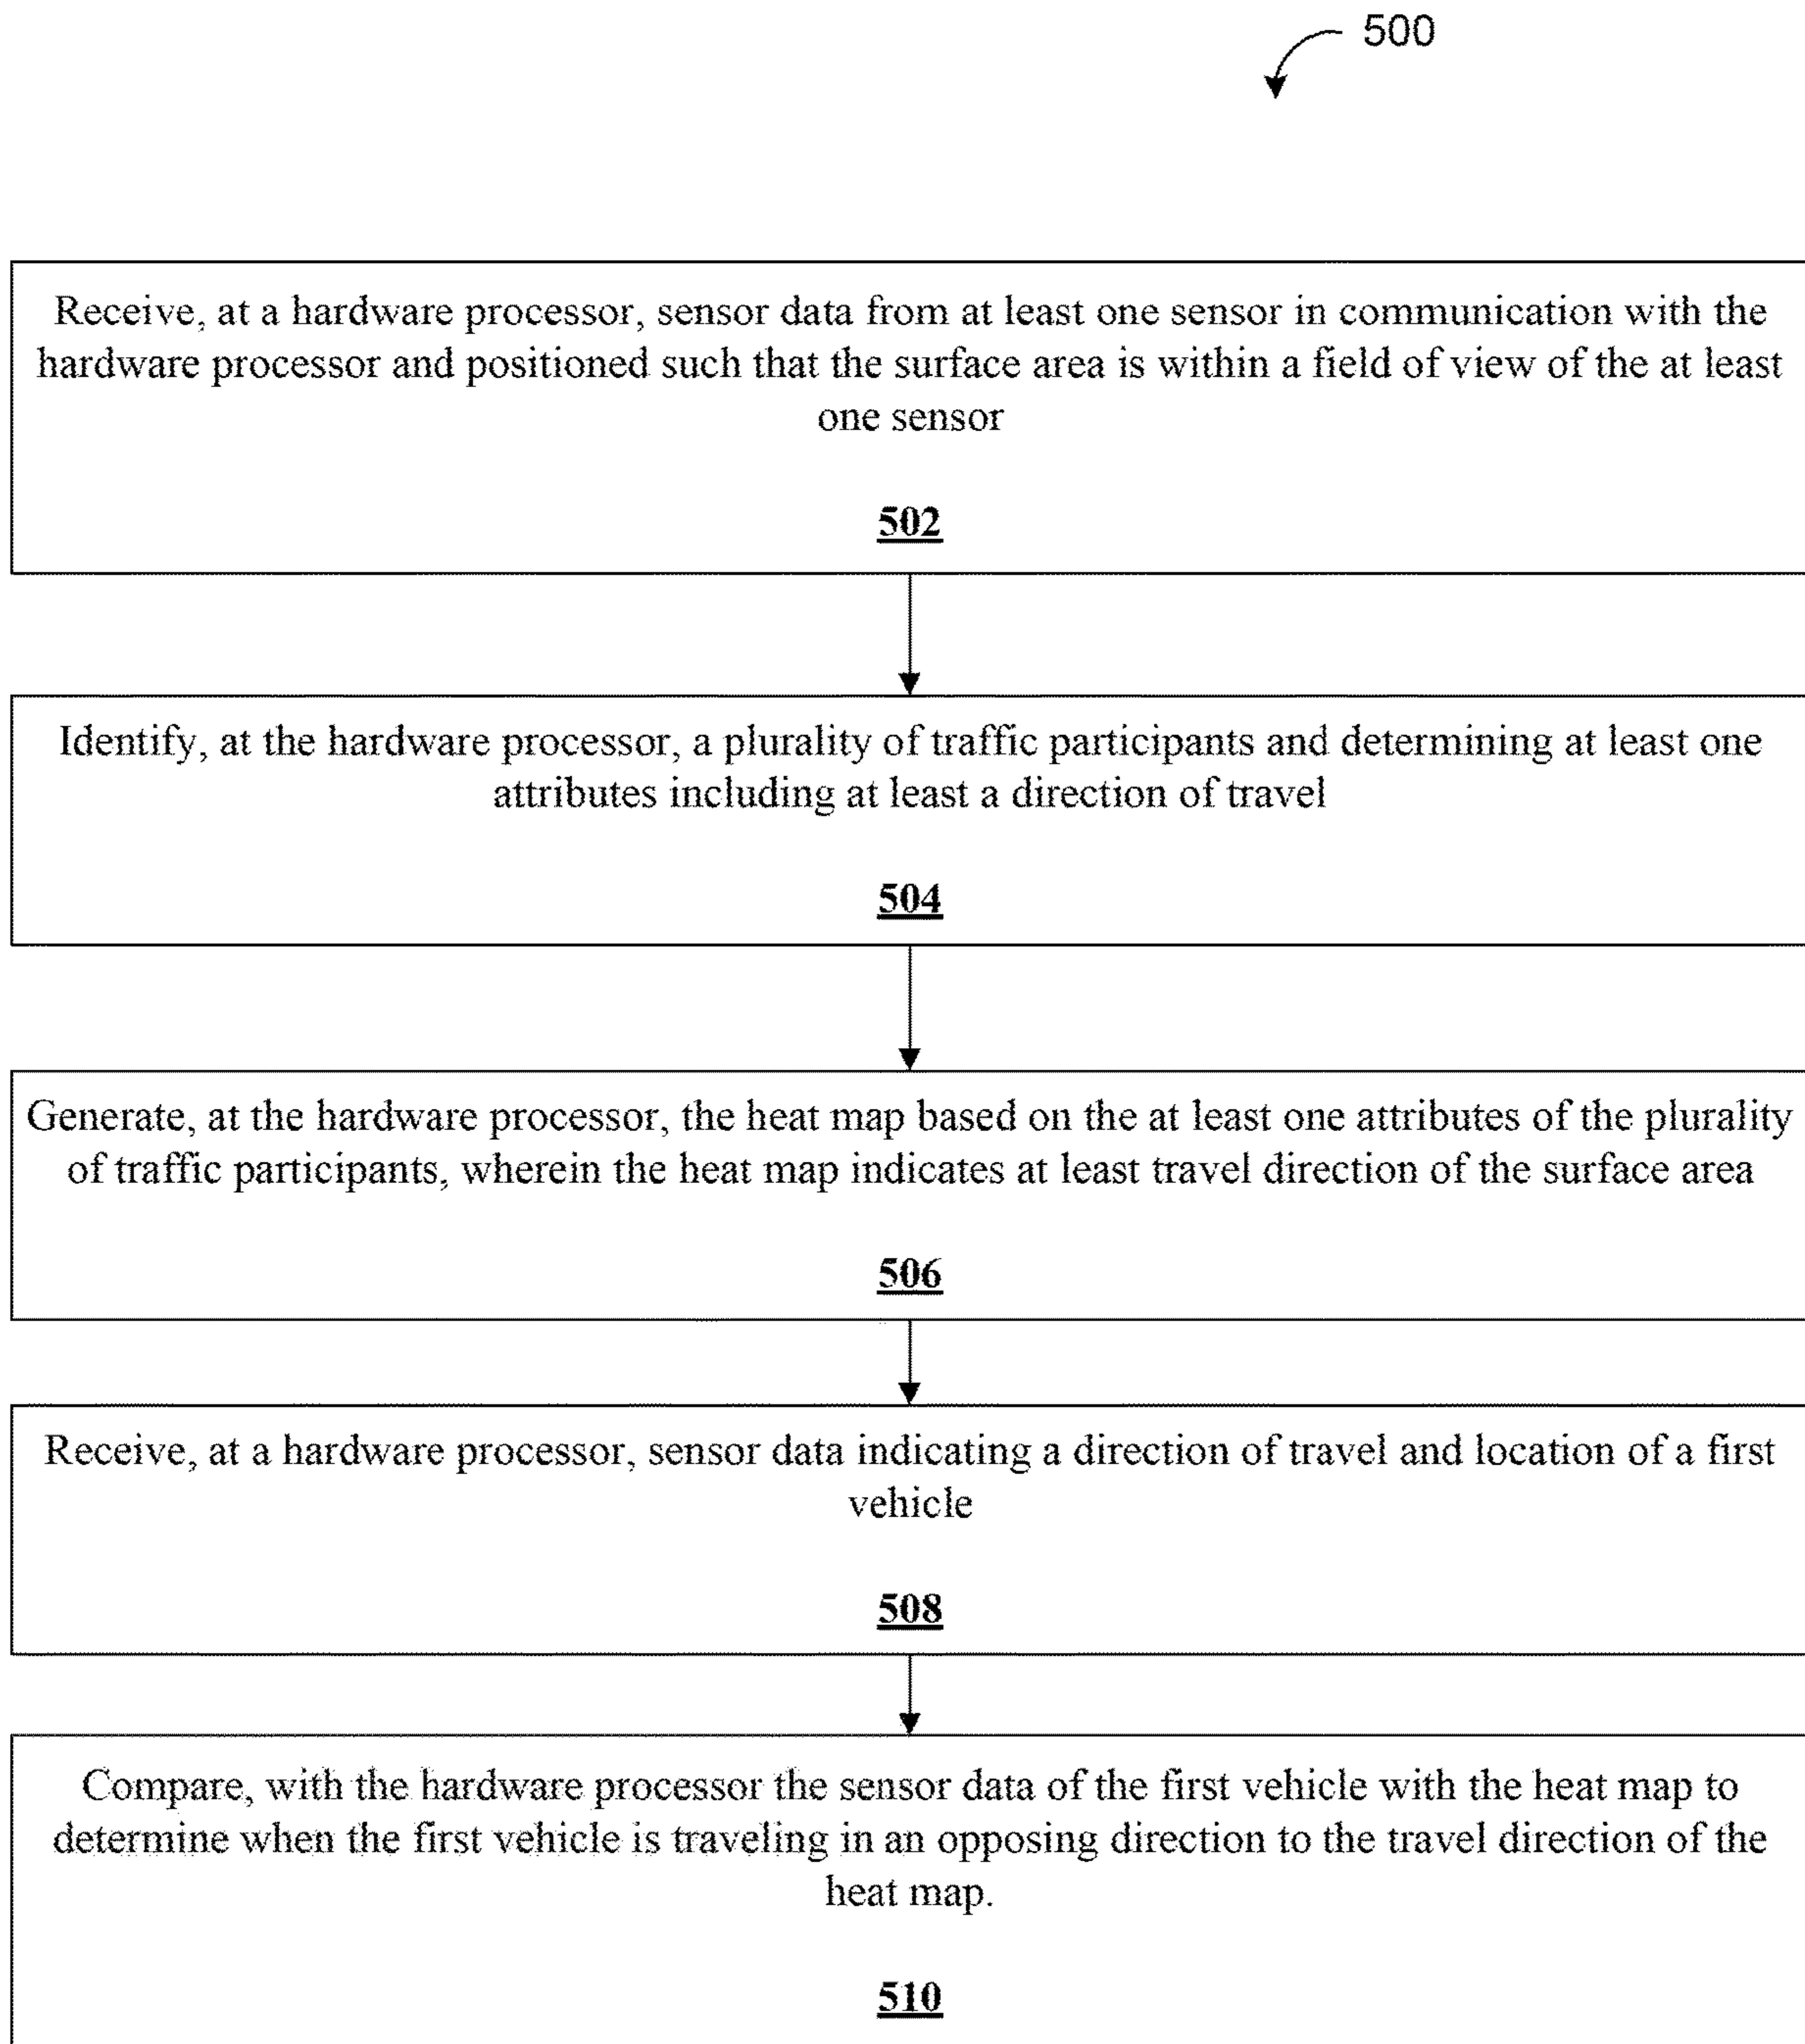 500
Receive, at a hardware processor, sensor data from at least one sensor in communication with the
hardware processor and positioned such that the surface area is within a field of view of the at least
one sensor
502
Identify, at the hardware processor, a plurality of traffic participants and determining at least one
attributes including at least a direction of travel
504
Generate, at the hardware processor, the heat map based on the at least one attributes of the plurality
of traffic participants, wherein the heat map indicates at least travel direction of the surface area
506
Receive, at a hardware processor, sensor data indicating a direction of travel and location of a first
vehicle
508
Compare, with the hardware processor the sensor data of the first vehicle with the heat map to
determine when the first vehicle is traveling in an opposing direction to the travel direction of the
heat map.
510